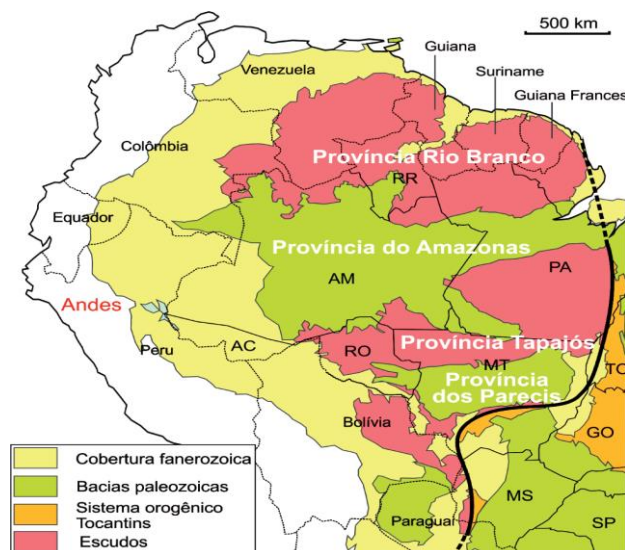 500 km
Guiana
Suriname
Guiana Frances
Venezuela
Colômbia
Província Rio Branco
RR
Equador
Província do Amazonas
AM
PA
Andes
Peru
AC
RO
Província Tapajós
MT
Província
dos Parecis
TO
GO
Bolívia
MS
SP
Paraguai
Cobertura fanerozoica
Bacias paleozoicas
Sistema orogênico
Tocantins
Escudos